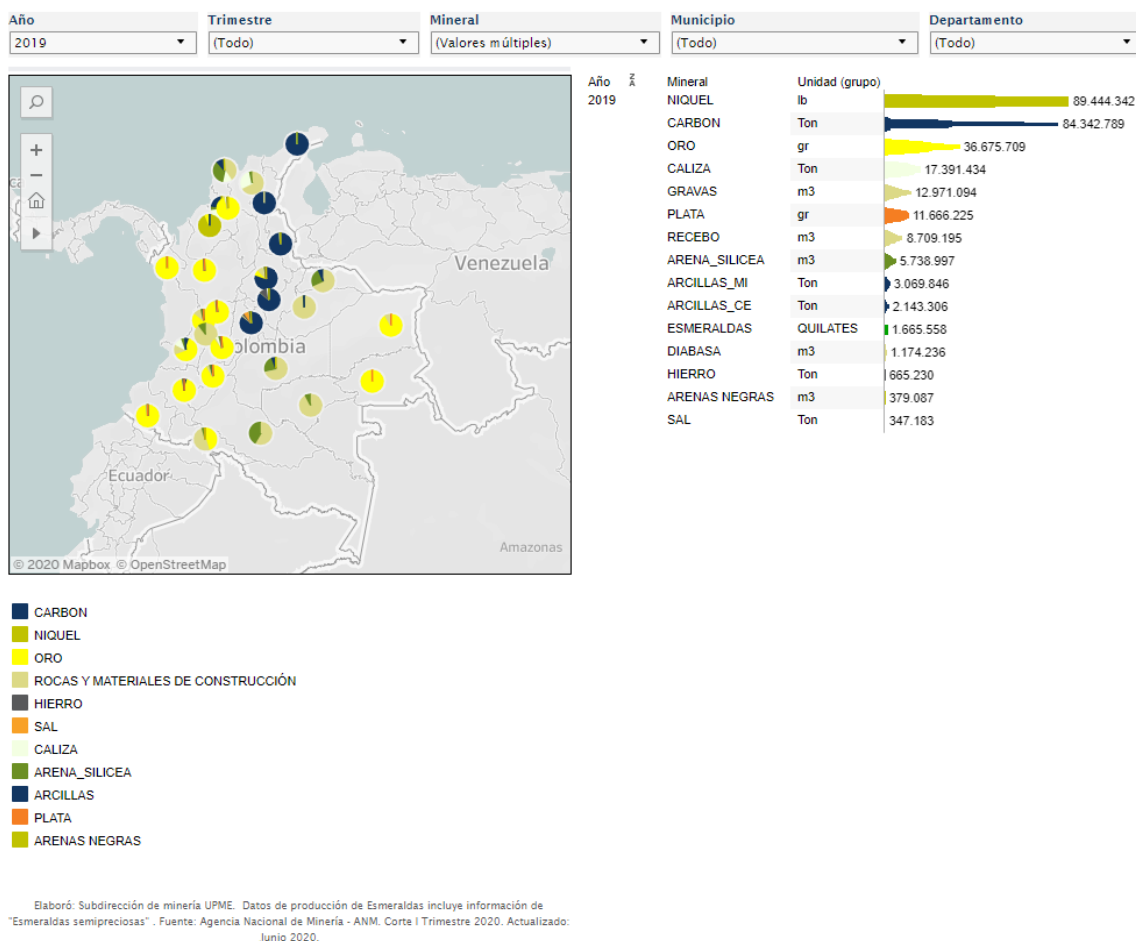 Año Trimestre Mineral Municipio Departamento
2019 (Todo) (Valores múltiples) (Todo) (Todo)
Año Mineral Unidad (grupo)
2019 NIQUEL lb 89.444.342
CARBON Ton 84.342.789
ORO gr 36.675.709
CALIZA Ton 17.391.434
GRAVAS m3 12.971.094
PLATA gr 11.666.225
RECEBO m3 8.709.195
ARENA_SILICEA m3 5.738.997
ARCILLAS_MI Ton 3.069.846
ARCILLAS_CE Ton 2.143.306
ESMERALDAS QUILATES 1.665.558
DIABASA m3 1.174.236
HIERRO Ton 665.230
ARENAS NEGRAS m3 379.087
SAL Ton 347.183
Venezuela
olombia
Ecuador
Amazonas
© 2020 Mapbox © OpenStreetMap
CARBON
NIQUEL
ORO
ROCAS Y MATERIALES DE CONSTRUCCIÓN
HIERRO
SAL
CALIZA
ARENA_SILICEA
ARCILLAS
PLATA
ARENAS NEGRAS
Elaboró: Subdirección de minería UPME. Datos de producción de Esmeraldas incluye información de
"Esmeraldas semipreciosas" . Fuente: Agencia Nacional de Minería - ANM. Corte I Trimestre 2020. Actualizado:
Junio 2020.